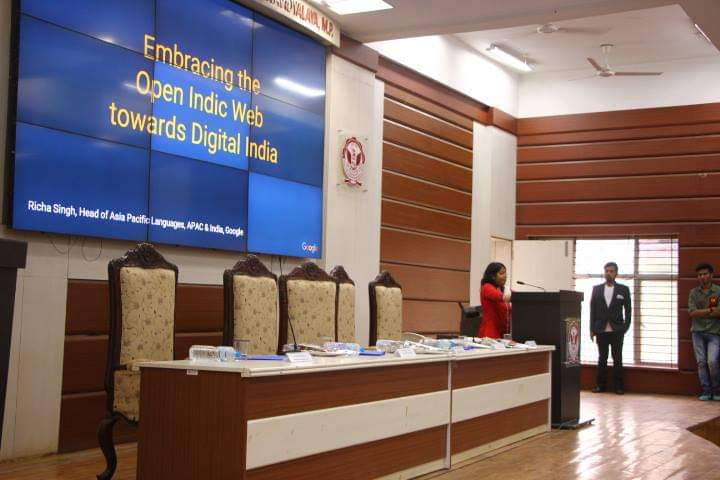 Embracing the
Open Indic Web
towards Digital India
Richa Singh, Head of Asia Pacific Languages, APAC & India, Google
Google
M.P.